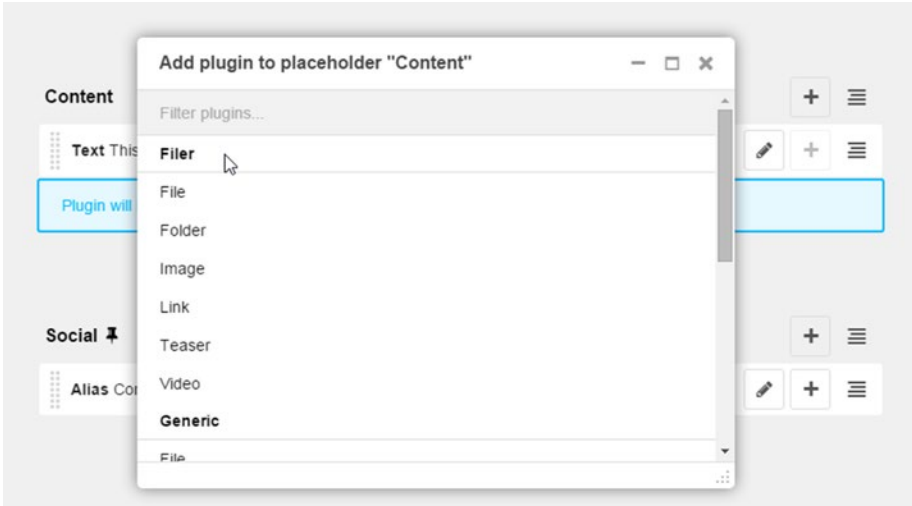 Add plugin to placeholder "Content"
Content
Filter plugins...
Text This
Filer
File
Plugin will
Folder
Image
Link
Social
Teaser
Alias
Video
Generic
File